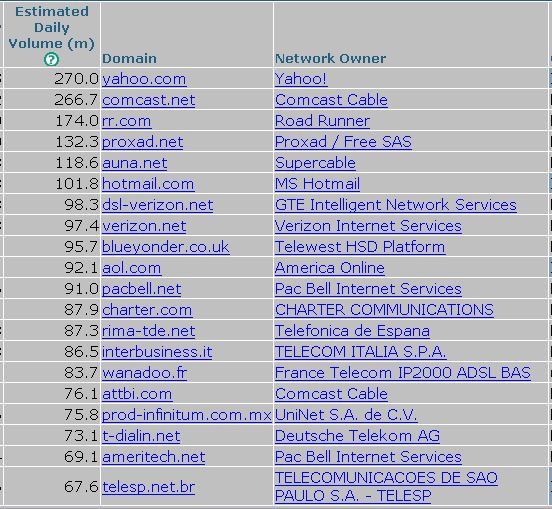 Estimated
Daily
Volume (m) Domain Network Owner
?
270.0 yahoo.com Yahoo!
266.7 comcast.net Comcast Cable
174.0 rr.com Road Runner
132.3 proxad.net Proxad / Free SAS
118.6 auna.net Supercable
101.8 hotmail.com MS Hotmail
98.3 dsl-verizon.net GTE Intelligent Network Services
97.4 verizon.net Verizon Internet Services
95.7 blueyonder.co.uk Telewest HSD Platform
92.1 aol.com America Online
91.0 pacbell.net Pac Bell Internet Services
87.9 charter.com CHARTER COMMUNICATIONS
87.3 rima-tde.net Telefonica de Espana
86.5 interbusiness.it TELECOM ITALIA S.P.A.
83.7 wanadoo.fr France Telecom IP2000 ADSL BAS
76.1 attbi.com Comcast Cable
75.8 prod-infinitum.com.mx UniNet S.A. de C.V.
73.1 t-dialin.net Deutsche Telekom AG
69.1 ameritech.net Pac Bell Internet Services
67.6 telesp.net.br TELECOMUNICACOES DE SAO
PAULO S.A. - TELESP